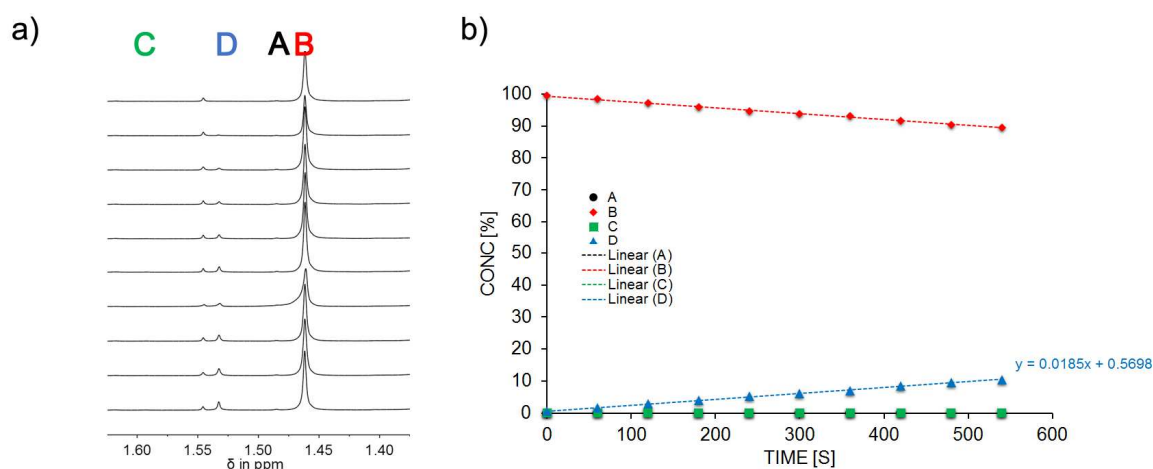 a)
C D A B
1.60 1.55 1.50 1.45 1.40
δ in ppm
b)
100
90
80
70
60
50
40
30
20
10
0
CONC [%]
A
B
C
D
Linear (A)
Linear (B)
Linear (C)
Linear (D)
y = 0.0185x + 0.5698
0 100 200 300 400 500 600
TIME [S]